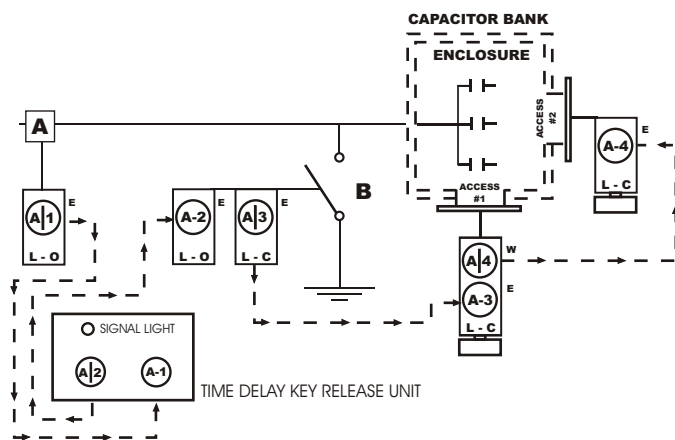 CAPACITOR BANK
ENCLOSURE
ACCESS #2
A
A-4
E
L - C
A|1
E
L - O
A-2
E
L - O
A|3
E
L - C
B
ACCESS
#1
A|4
W
A-3
E
L - C
SIGNAL LIGHT
A|2
A-1
TIME DELAY KEY RELEASE UNIT